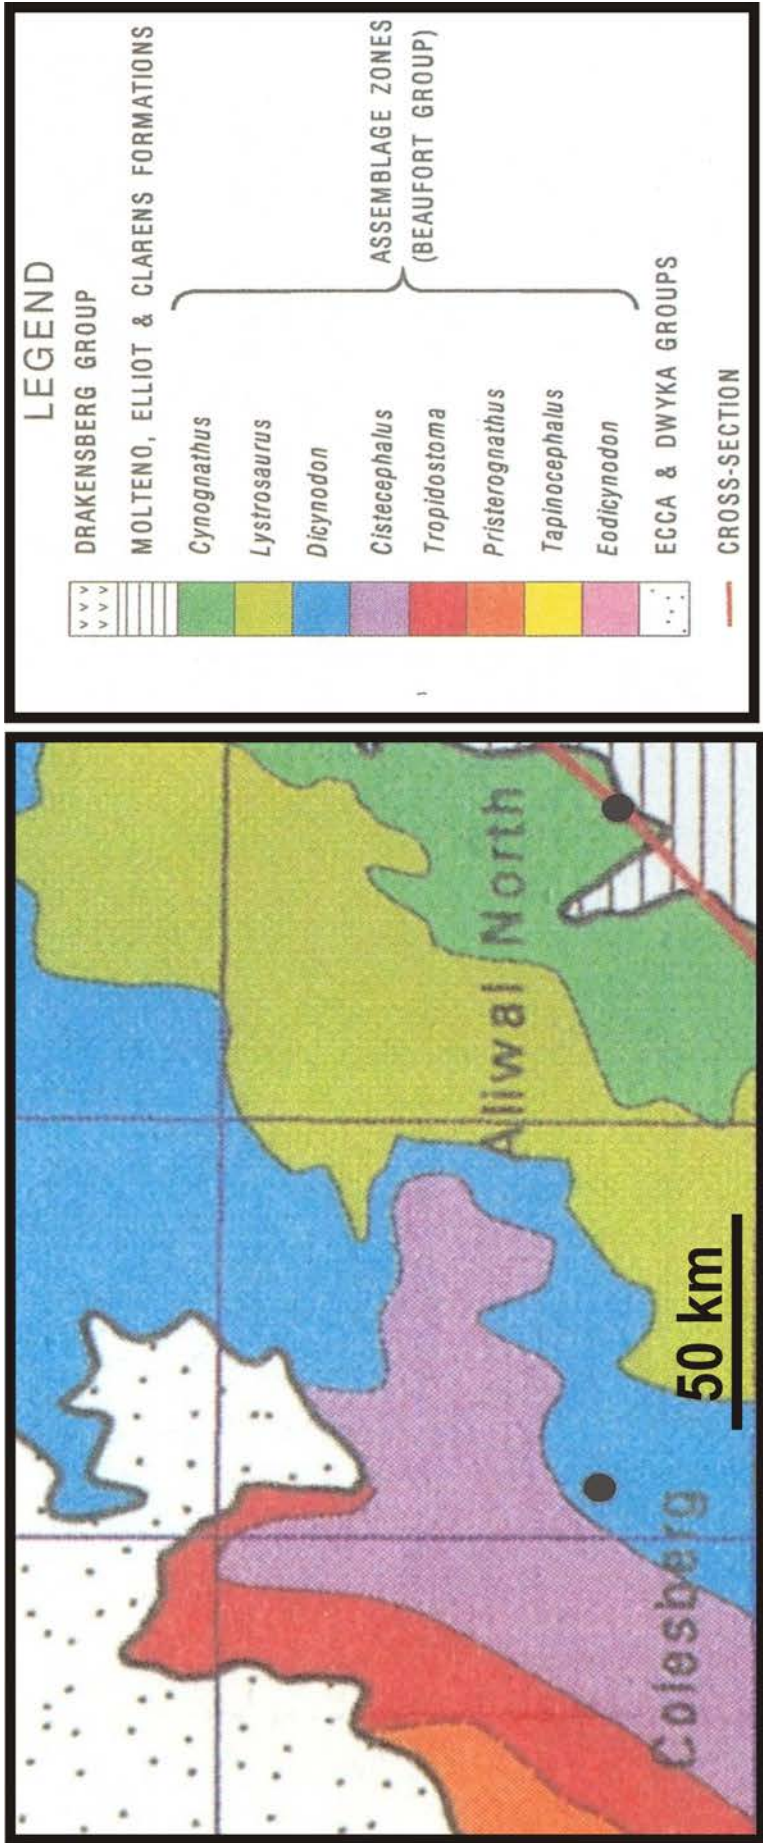 LEGEND
DRAKENSBERG GROUP
MOLTENO, ELLIOT & CLARENS FORMATIONS
Cynognathus
Lystrosaurus
Dicynodon
Cistecephalus
Tropidostoma
Pristerognathus
Tapinocephalus
Eodicynodon
ASSEMBLAGE ZONES
(BEAUFORT GROUP)
ECCA & DWYKA GROUPS
CROSS-SECTION
Aliwal North
Colesberg
50 km